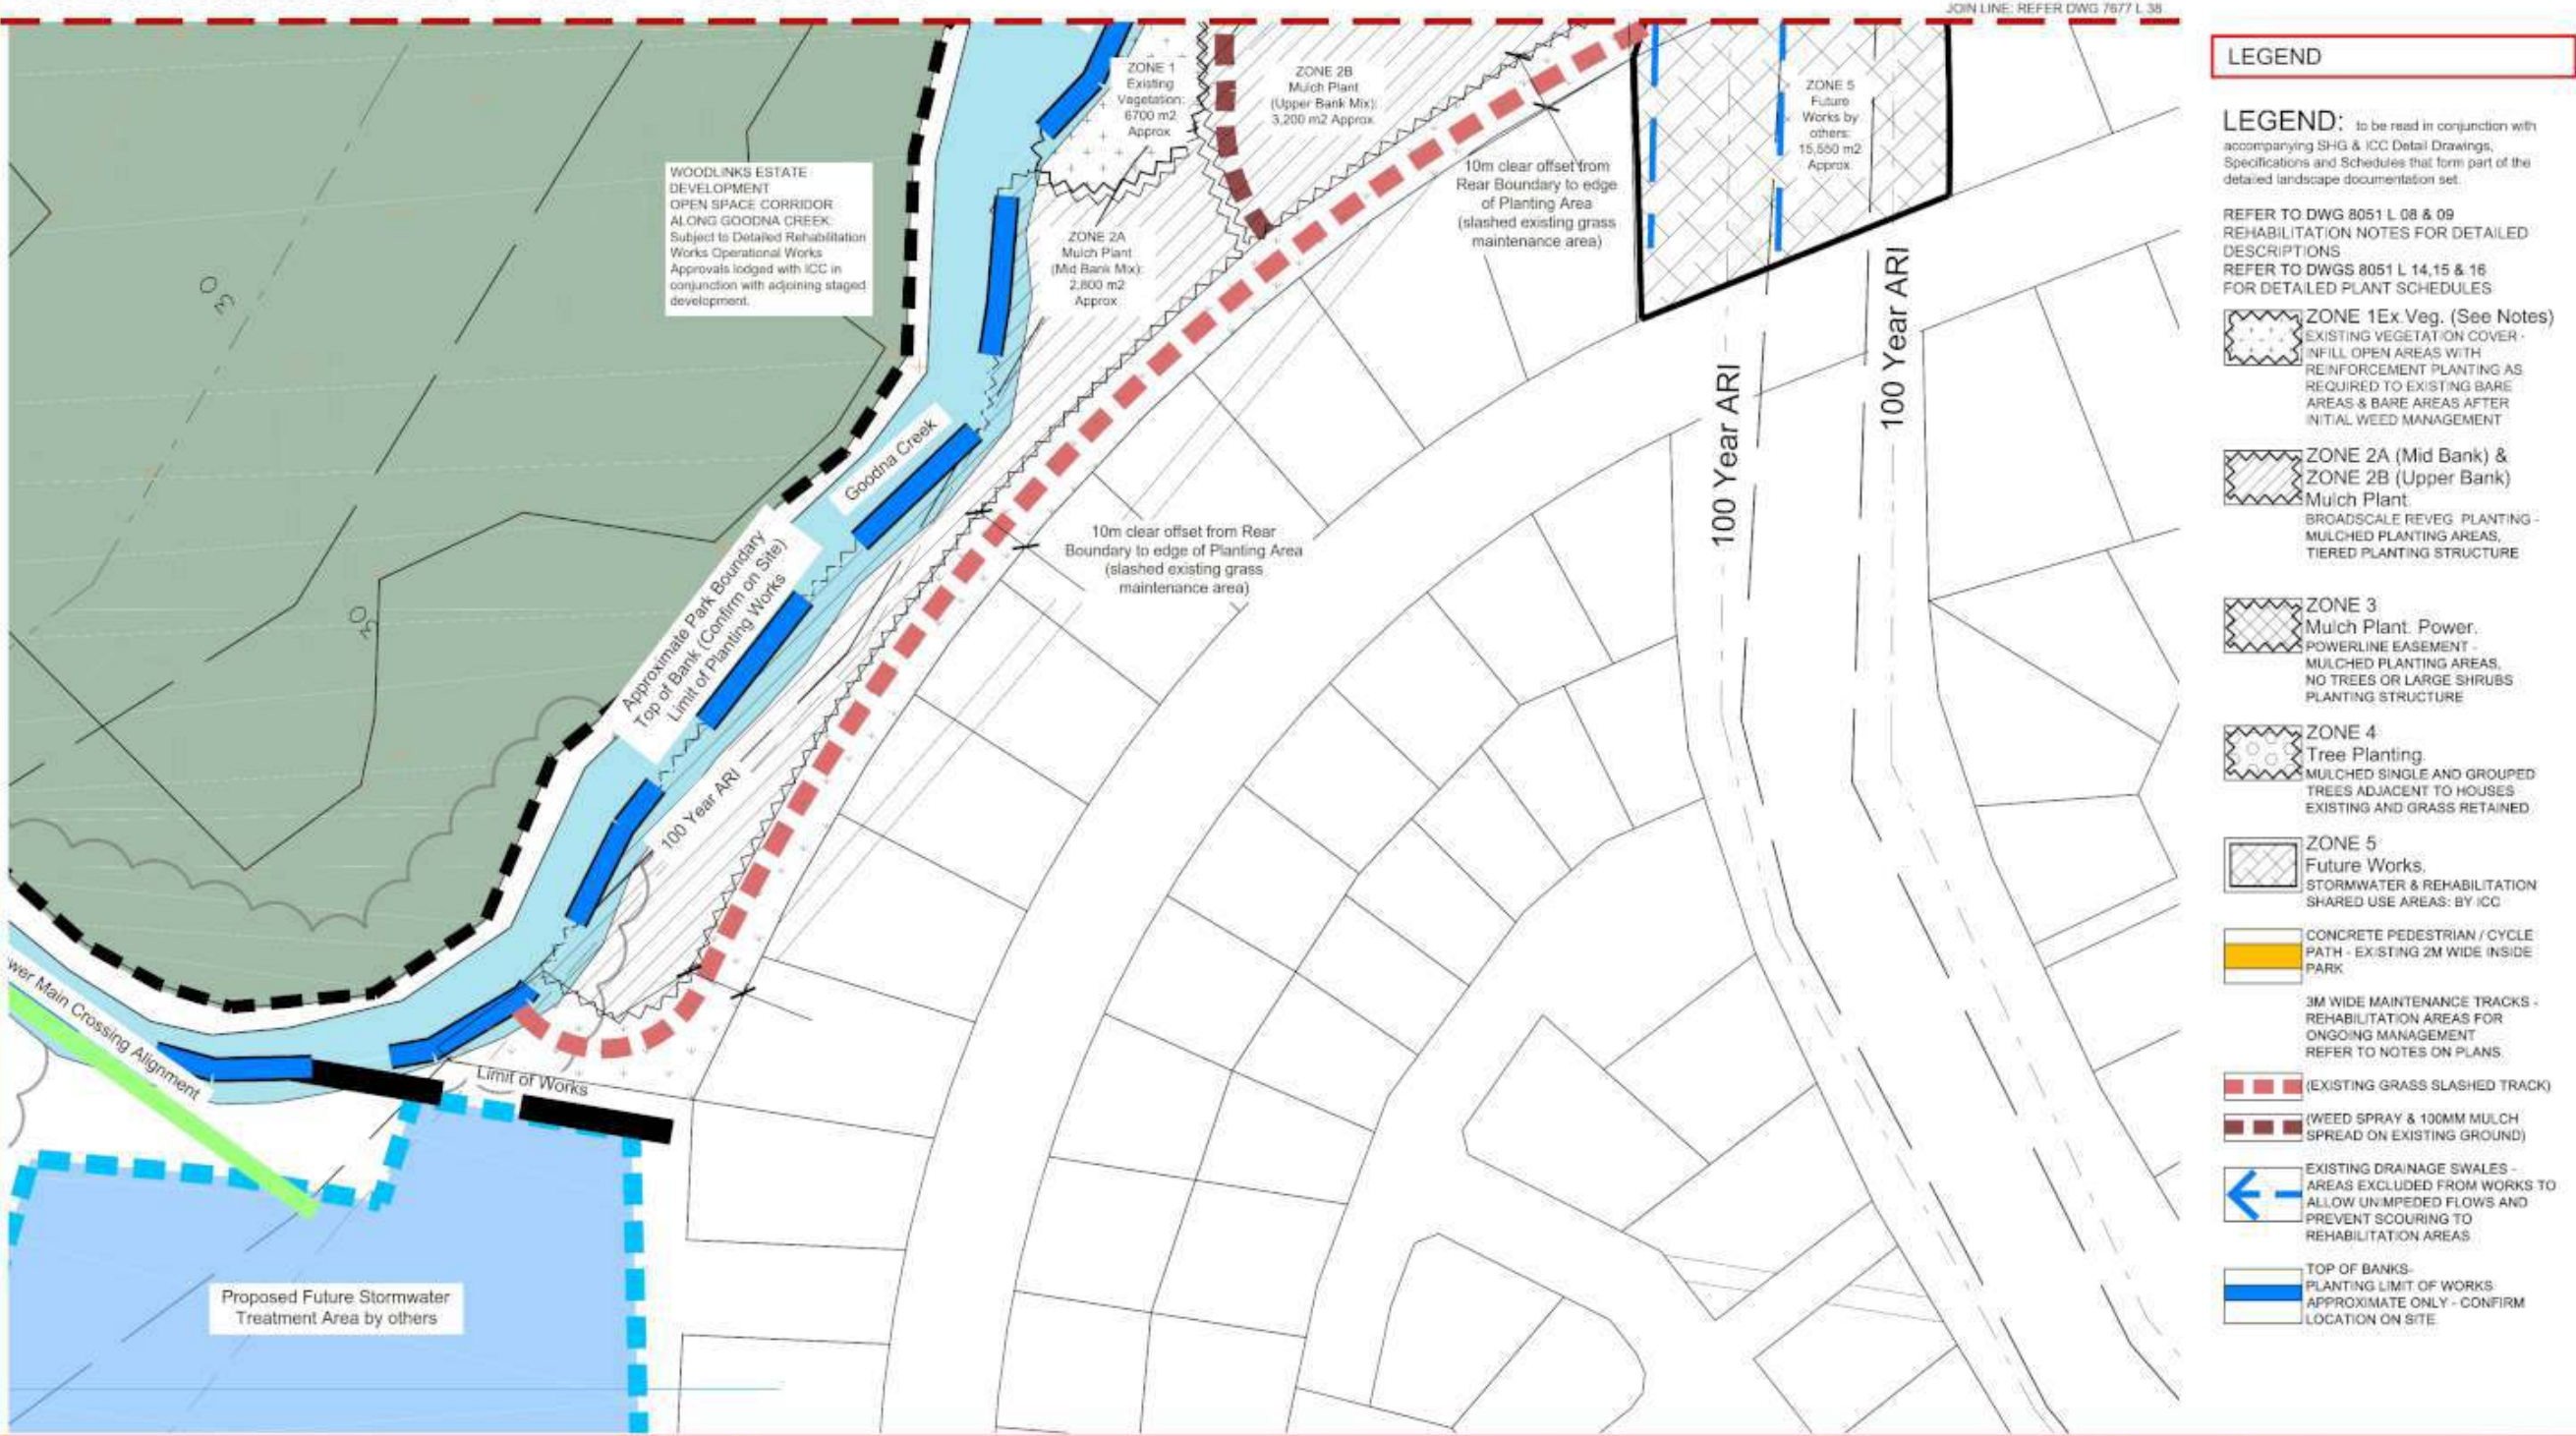 JOIN LINE: REFER DWG 7677 L 38
ZONE 1
Existing
Vegetation:
6700 m2
Approx
ZONE 2B
Mulch Plant
(Upper Bank Mix):
3,200 m2 Approx
ZONE 5
Future
Works by
others:
15,550 m2
Approx
WOODLINKS ESTATE
DEVELOPMENT
OPEN SPACE CORRIDOR
ALONG GOODNA CREEK:
Subject to Detailed Rehabilitation
Works Operational Works
Approvals lodged with ICC in
conjunction with adjoining staged
development.
ZONE 2A
Mulch Plant
(Mid Bank Mix):
2,800 m2
Approx
10m clear offset from
Rear Boundary to edge
of Planting Area
(slashed existing grass
maintenance area)
30
30
Goodna Creek
Approximate Park Boundary
Top of Bank (Confirm on Site)
Limit of Planting Works
10m clear offset from Rear
Boundary to edge of Planting Area
(slashed existing grass
maintenance area)
100 Year ARI
100 Year ARI
100 Year ARI
wer Main Crossing Alignment
Limit of Works
Proposed Future Stormwater
Treatment Area by others
LEGEND
LEGEND: to be read in conjunction with
accompanying SHG & ICC Detail Drawings,
Specifications and Schedules that form part of the
detailed landscape documentation set.
REFER TO DWG 8051 L 08 & 09
REHABILITATION NOTES FOR DETAILED
DESCRIPTIONS
REFER TO DWGS 8051 L 14,15 & 16
FOR DETAILED PLANT SCHEDULES
ZONE 1Ex.Veg. (See Notes)
EXISTING VEGETATION COVER -
INFILL OPEN AREAS WITH
REINFORCEMENT PLANTING AS
REQUIRED TO EXISTING BARE
AREAS & BARE AREAS AFTER
INITIAL WEED MANAGEMENT
ZONE 2A (Mid Bank) &
ZONE 2B (Upper Bank)
Mulch Plant.
BROADSCALE REVEG PLANTING -
MULCHED PLANTING AREAS,
TIERED PLANTING STRUCTURE
ZONE 3
Mulch Plant. Power.
POWERLINE EASEMENT -
MULCHED PLANTING AREAS,
NO TREES OR LARGE SHRUBS
PLANTING STRUCTURE
ZONE 4
Tree Planting.
MULCHED SINGLE AND GROUPED
TREES ADJACENT TO HOUSES
EXISTING AND GRASS RETAINED
ZONE 5
Future Works.
STORMWATER & REHABILITATION
SHARED USE AREAS: BY ICC
CONCRETE PEDESTRIAN / CYCLE
PATH - EXISTING 2M WIDE INSIDE
PARK
3M WIDE MAINTENANCE TRACKS -
REHABILITATION AREAS FOR
ONGOING MANAGEMENT
REFER TO NOTES ON PLANS.
(EXISTING GRASS SLASHED TRACK)
(WEED SPRAY & 100MM MULCH
SPREAD ON EXISTING GROUND)
EXISTING DRAINAGE SWALES -
AREAS EXCLUDED FROM WORKS TO
ALLOW UNIMPEDED FLOWS AND
PREVENT SCOURING TO
REHABILITATION AREAS
TOP OF BANKS-
PLANTING LIMIT OF WORKS
APPROXIMATE ONLY - CONFIRM
LOCATION ON SITE